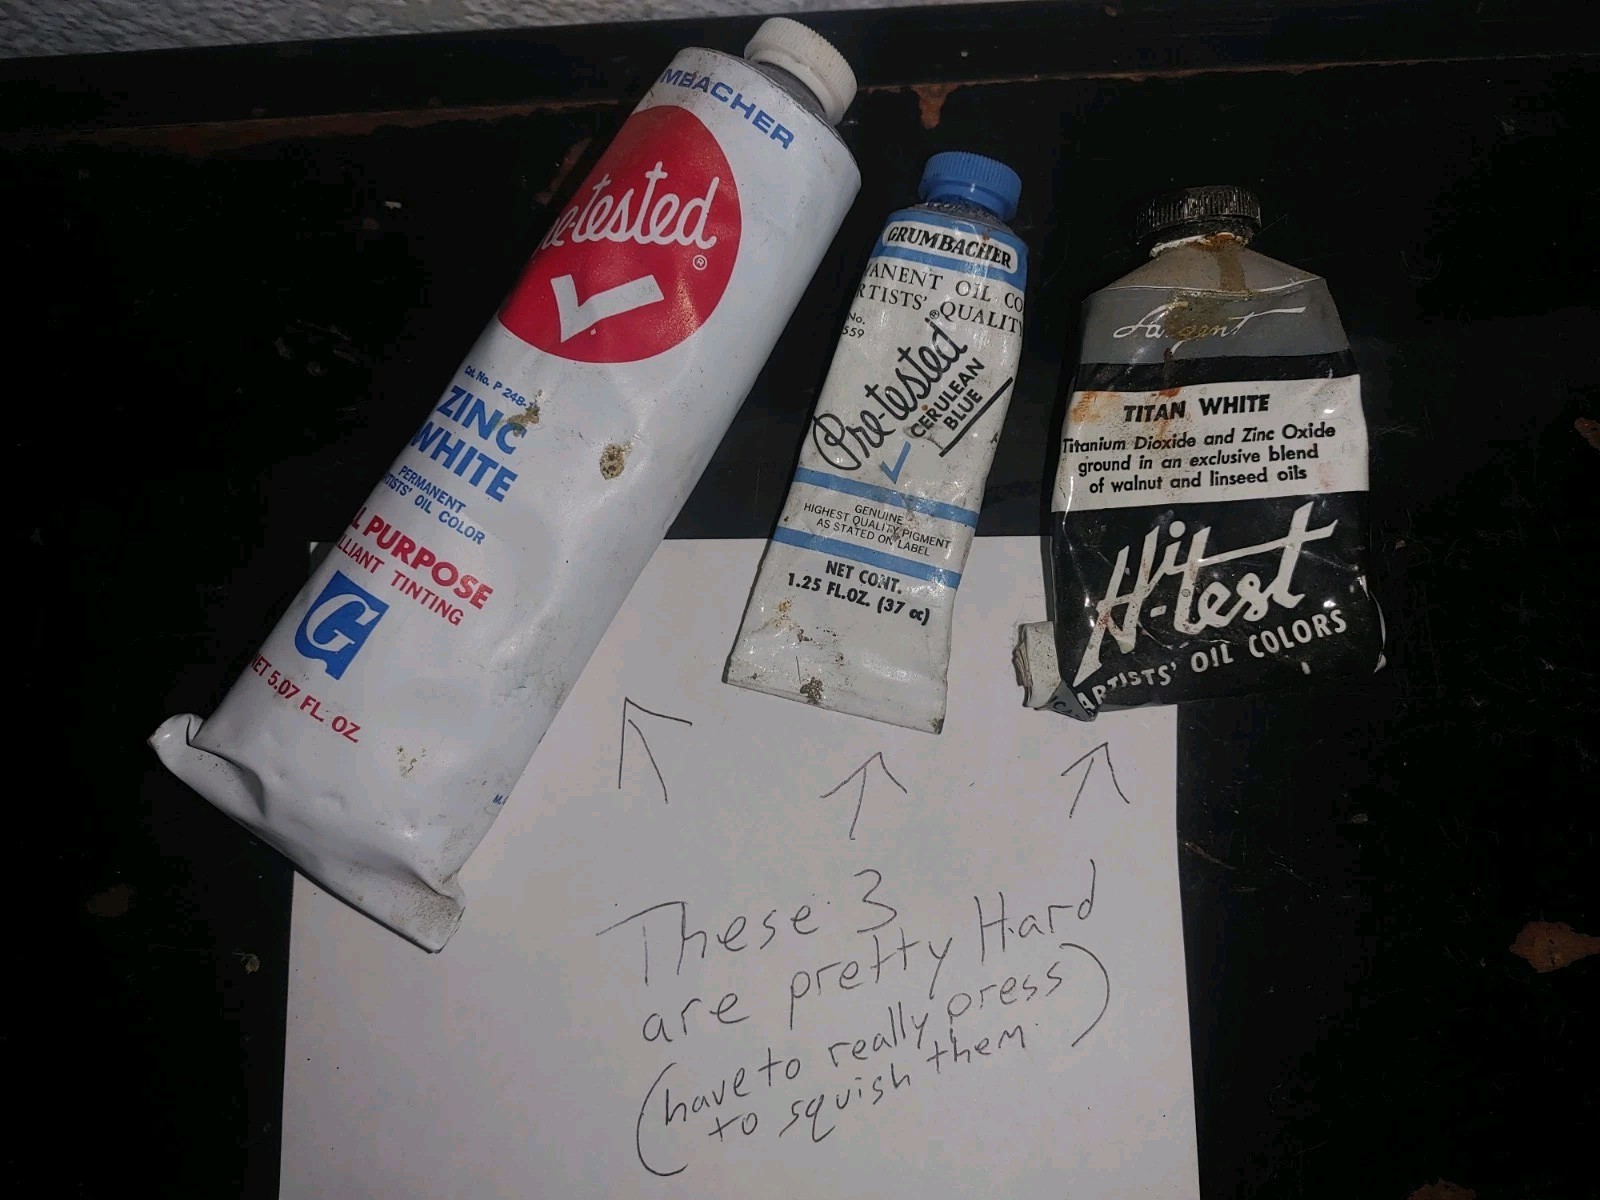 MBACHER
e-tested
®
Cat. No. P 248-
ZINC
WHITE
PERMANENT
TISTS' OIL COLOR
L PURPOSE
LLIANT TINTING
G
NET 5.07 FL. OZ.
GRUMBACHER
ANENT OIL CO
RTISTS' QUALITY
No.
559
Pre-tested®
CERULEAN
BLUE
GENUINE
HIGHEST QUALITY PIGMENT
AS STATED ON LABEL
NET CONT.
1.25 FL.OZ. (37 cc)
Sargent
TITAN WHITE
Titanium Dioxide and Zinc Oxide
ground in an exclusive blend
of walnut and linseed oils
Hi-test
ARTISTS' OIL COLORS
These 3
are pretty Hard
(have to really press
to squish them)